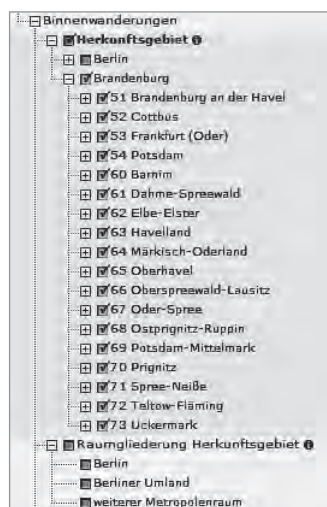 Binnenwanderungen
Herkunftsgebiet
Berlin
Brandenburg
51 Brandenburg an der Havel
52 Cottbus
53 Frankfurt (Oder)
54 Potsdam
60 Barnim
61 Dahme-Spreewald
62 Elbe-Elster
63 Havelland
64 Märkisch-Oderland
65 Oberhavel
66 Oberspreewald-Lausitz
67 Oder-Spree
68 Ostprignitz-Ruppin
69 Potsdam-Mittelmark
70 Prignitz
71 Spree-Neiße
72 Teltow-Fläming
73 Uckermark
Raumgliederung Herkunftsgebiet
Berlin
Berliner Umland
weiterer Metropolenraum